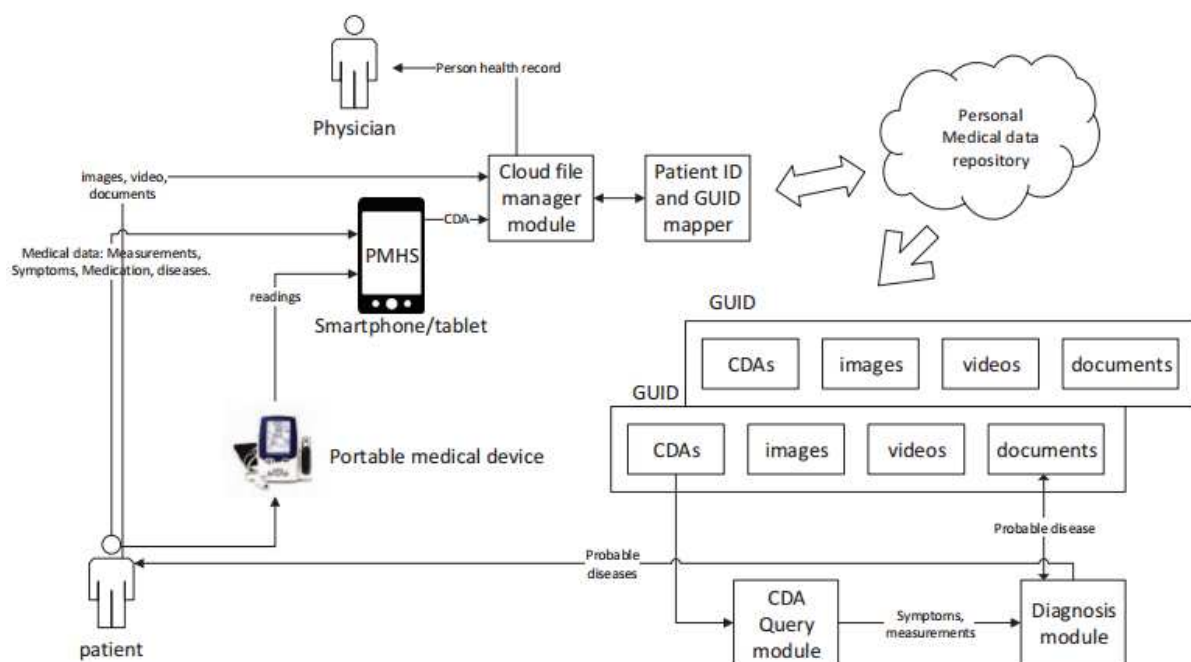 Person health record
Physician
Personal
Medical data
repository
images, video,
documents
Cloud file
manager
module
Patient ID
and GUID
mapper
CDA
Medical data: Measurements,
Symptoms, Medication, diseases.
PMHS
readings
Smartphone/tablet
GUID
CDAs
images
videos
documents
GUID
CDAs
images
videos
documents
Portable medical device
Probable disease
Probable
diseases
CDA
Query
module
Symptoms,
measurements
Diagnosis
module
patient